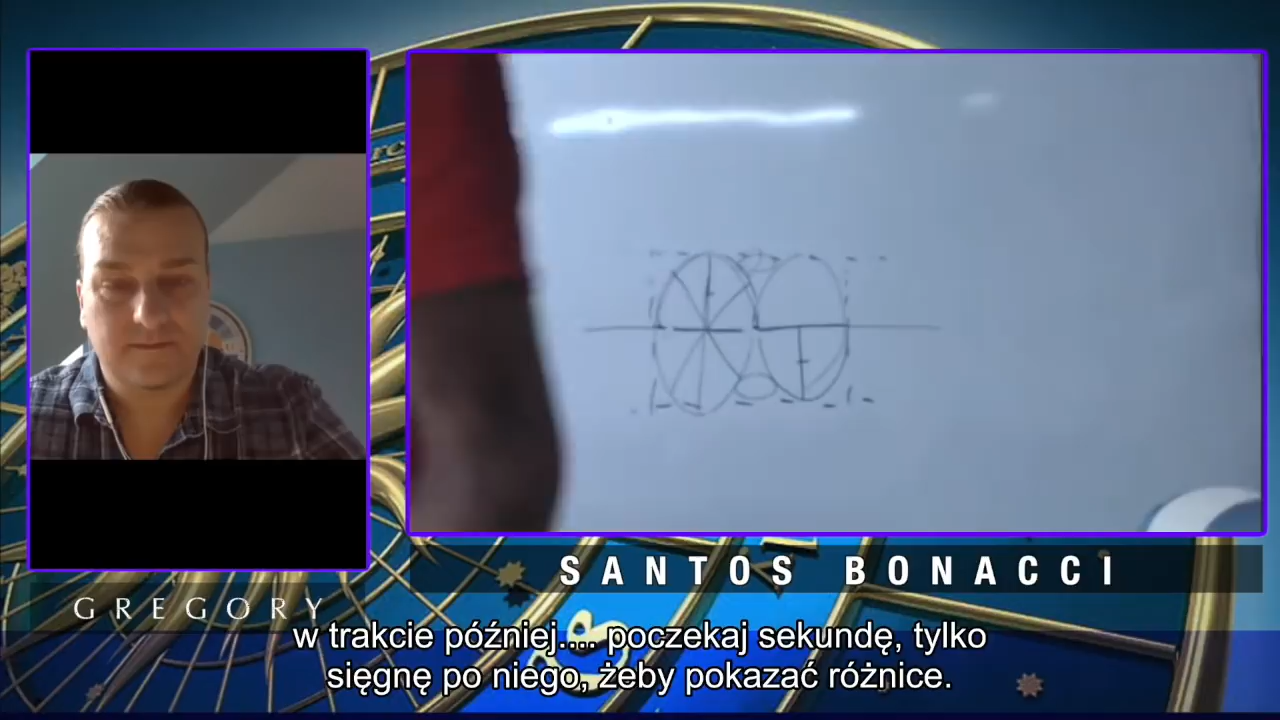 SANTOS BONACCI
GREGORY
w trakcie później.... poczekaj sekundę, tylko
sięgnę po niego, żeby pokazać różnice.